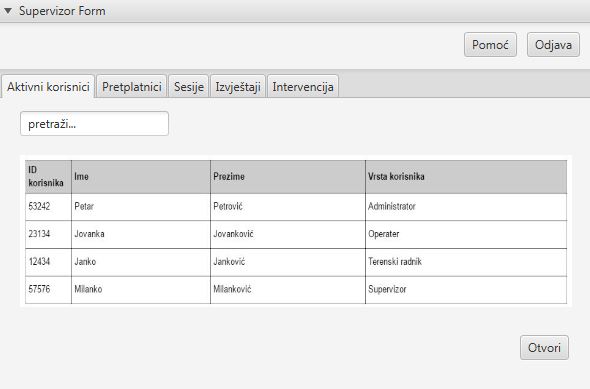 Supervizor Form
Pomoć Odjava
Aktivni korisnici Pretplatnici Sesije Izvještaji Intervencija
pretraži...
ID korisnika Ime Prezime Vrsta korisnika
53242 Petar Petrović Administrator
23134 Jovanka Jovanković Operater
12434 Janko Janković Terenski radnik
57576 Milanko Milanković Supervizor
Otvori